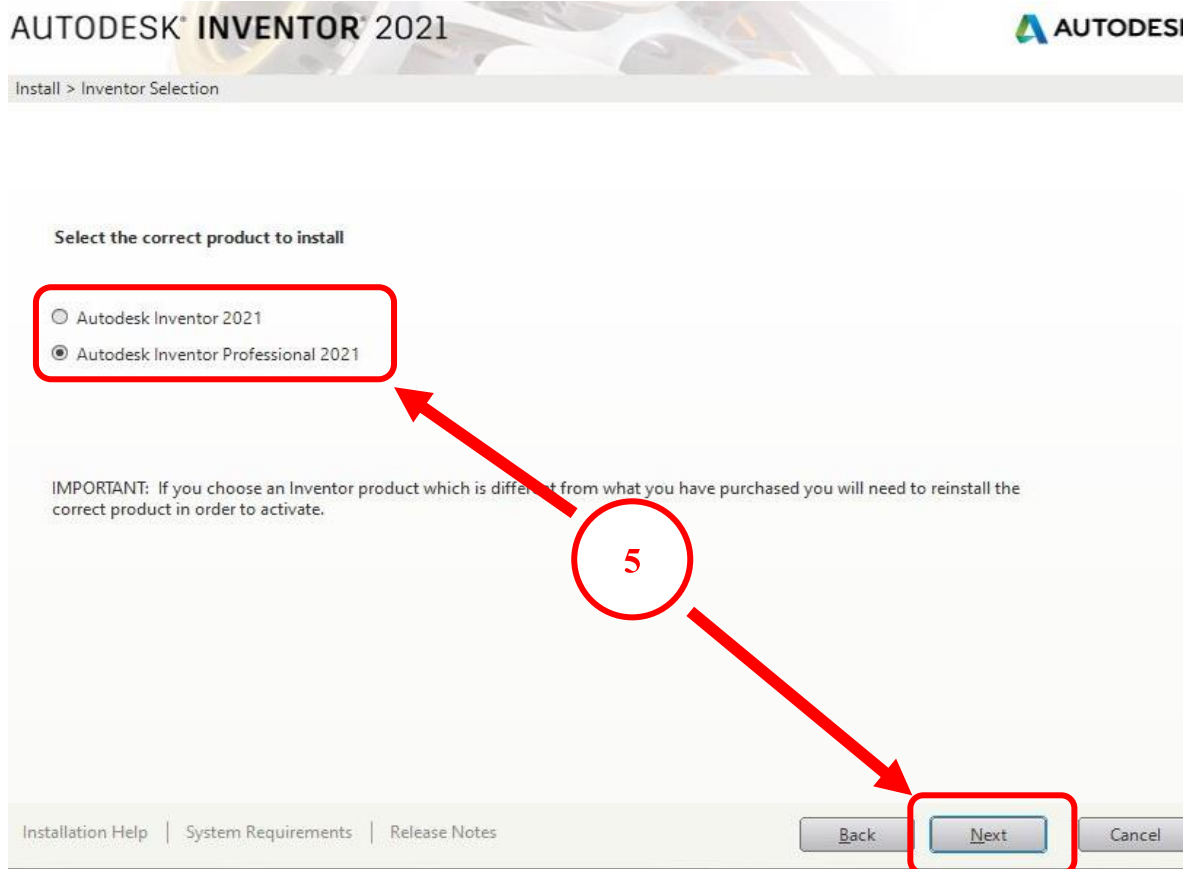 AUTODESK® INVENTOR® 2021
AUTODESK
Install > Inventor Selection
Select the correct product to install
Autodesk Inventor 2021
Autodesk Inventor Professional 2021
IMPORTANT: If you choose an Inventor product which is different from what you have purchased you will need to reinstall the
correct product in order to activate.
5
Installation Help | System Requirements | Release Notes
Back
Next
Cancel